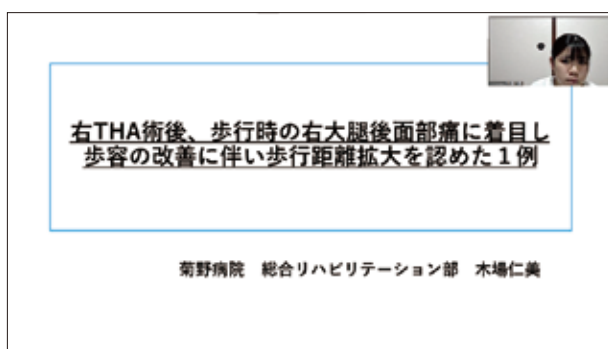 右THA術後、歩行時の右大腿後面部痛に着目し
歩容の改善に伴い歩行距離拡大を認めた１例
菊野病院　総合リハビリテーション部　木場仁美